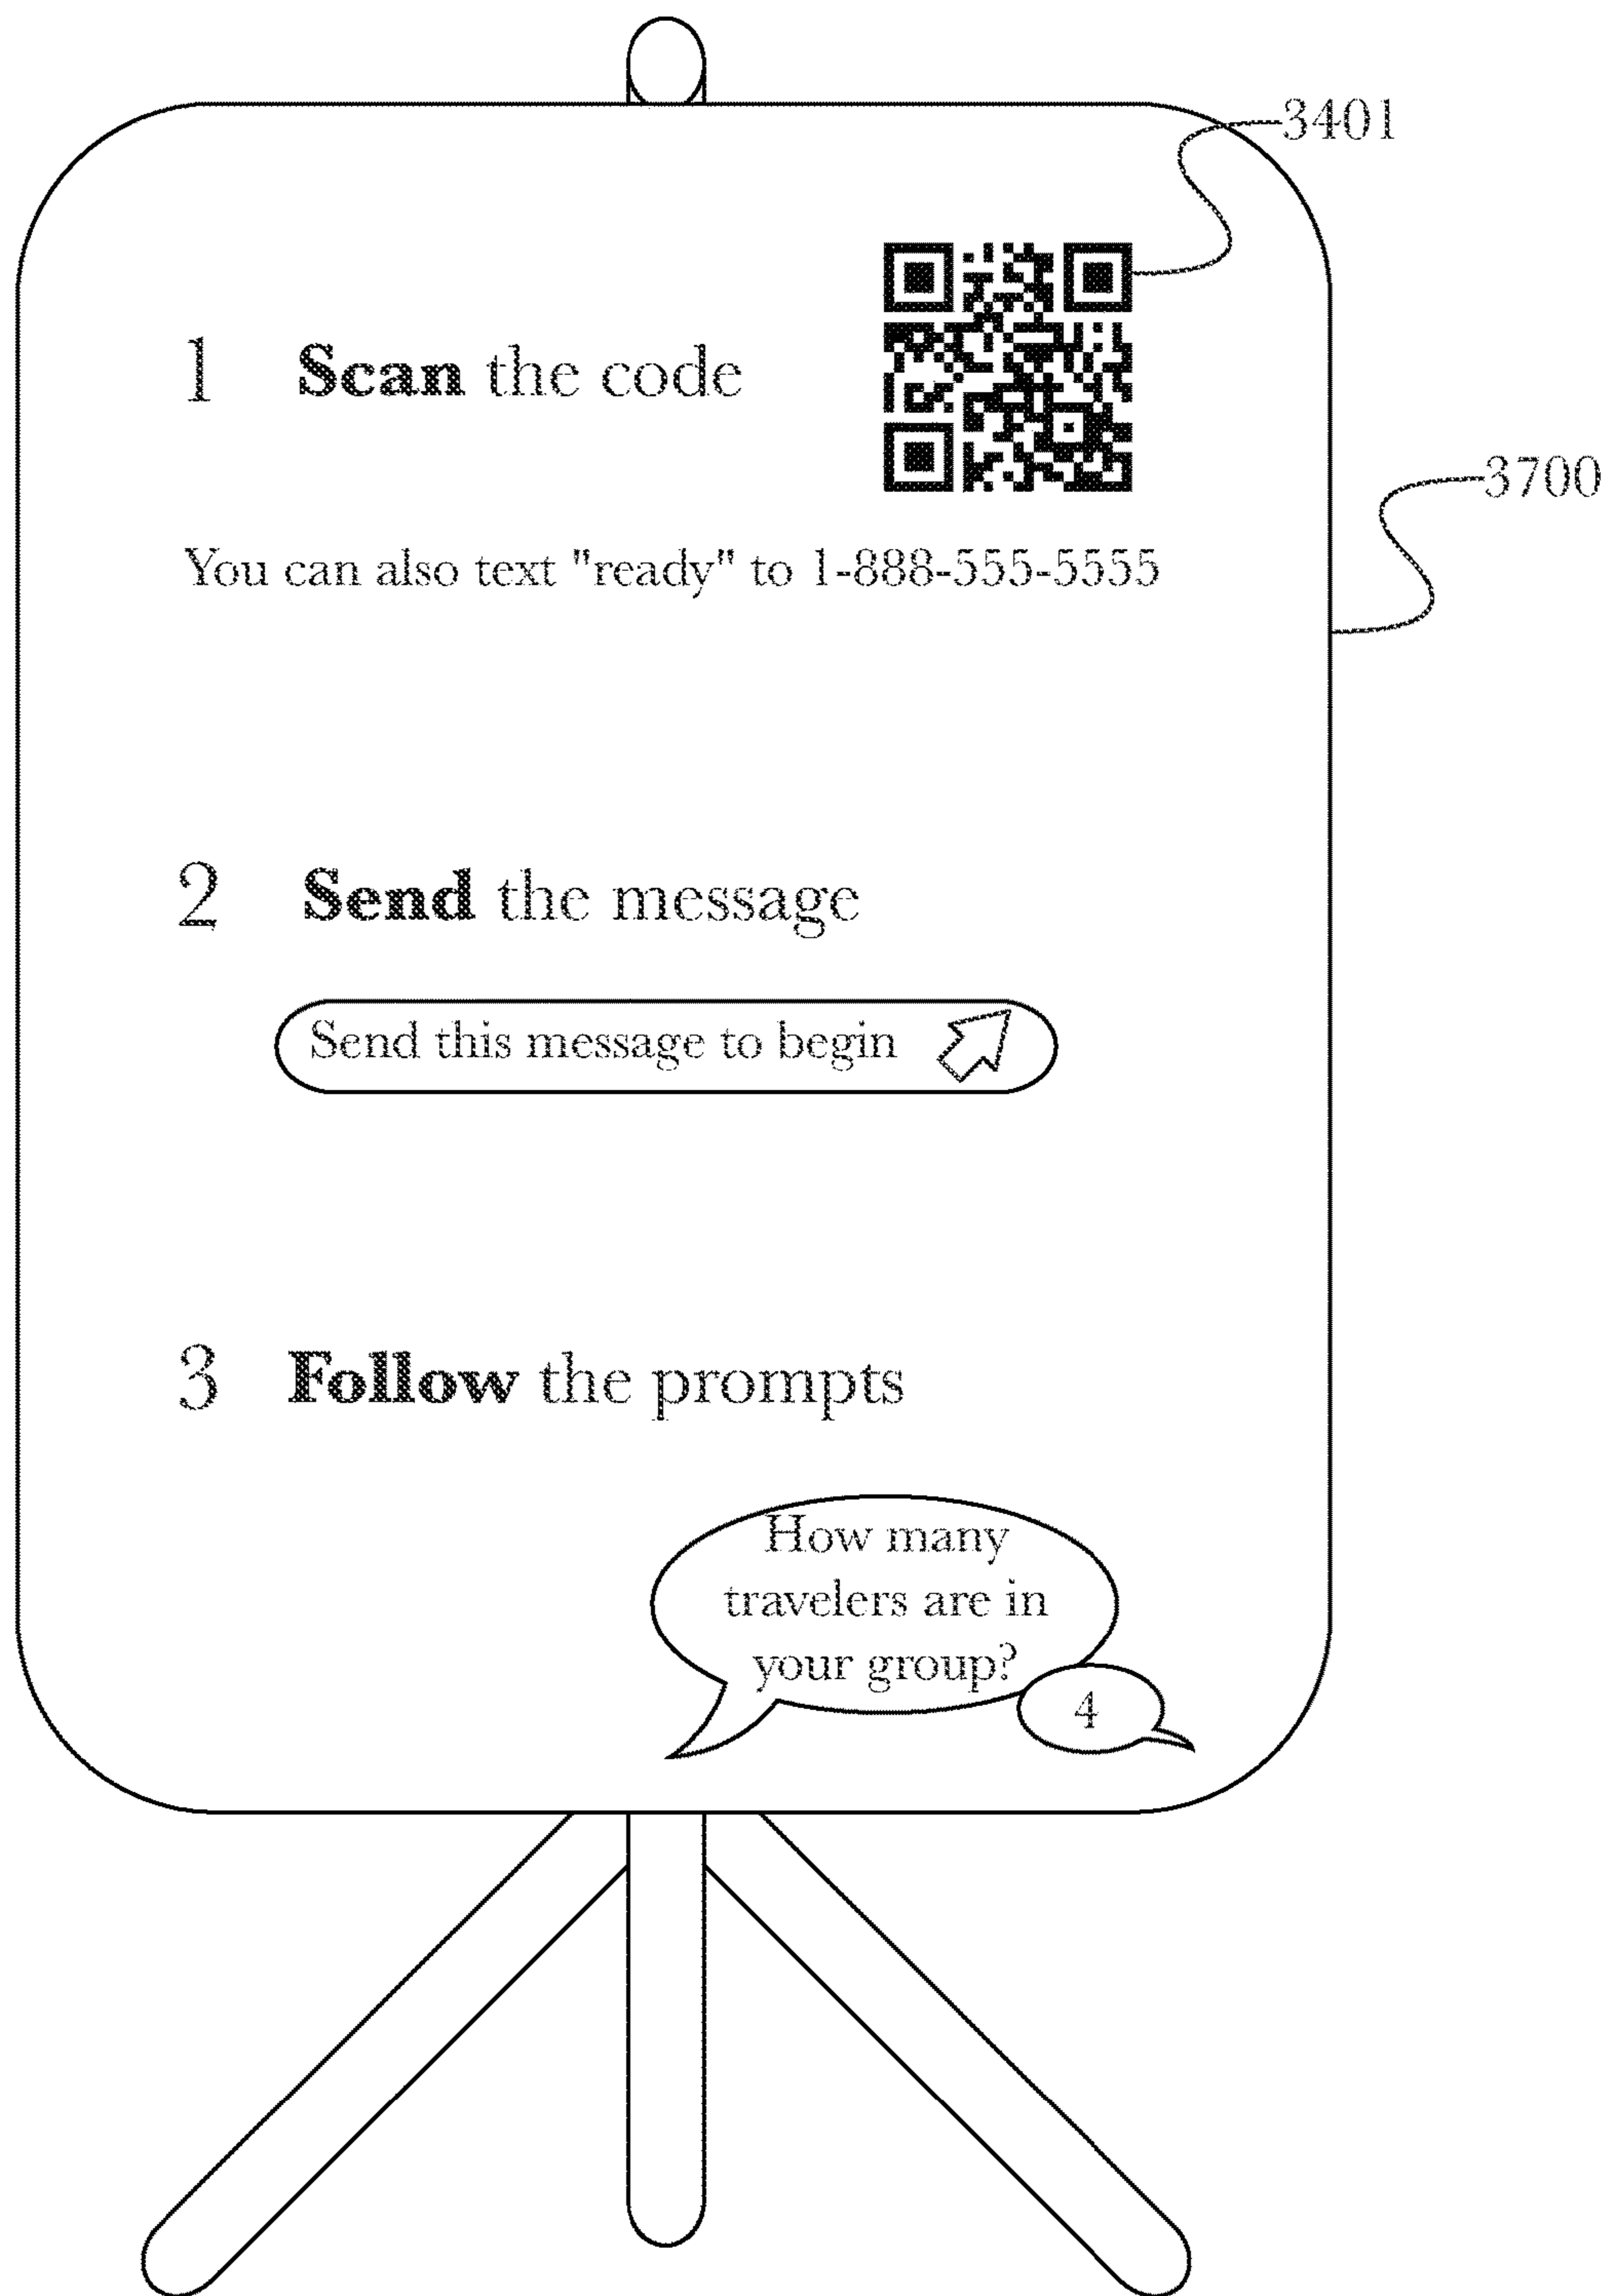 3401
1 Scan the code
3700
You can also text "ready" to 1-888-555-5555
2 Send the message
Send this message to begin
3 Follow the prompts
How many
travelers are in
your group?
4